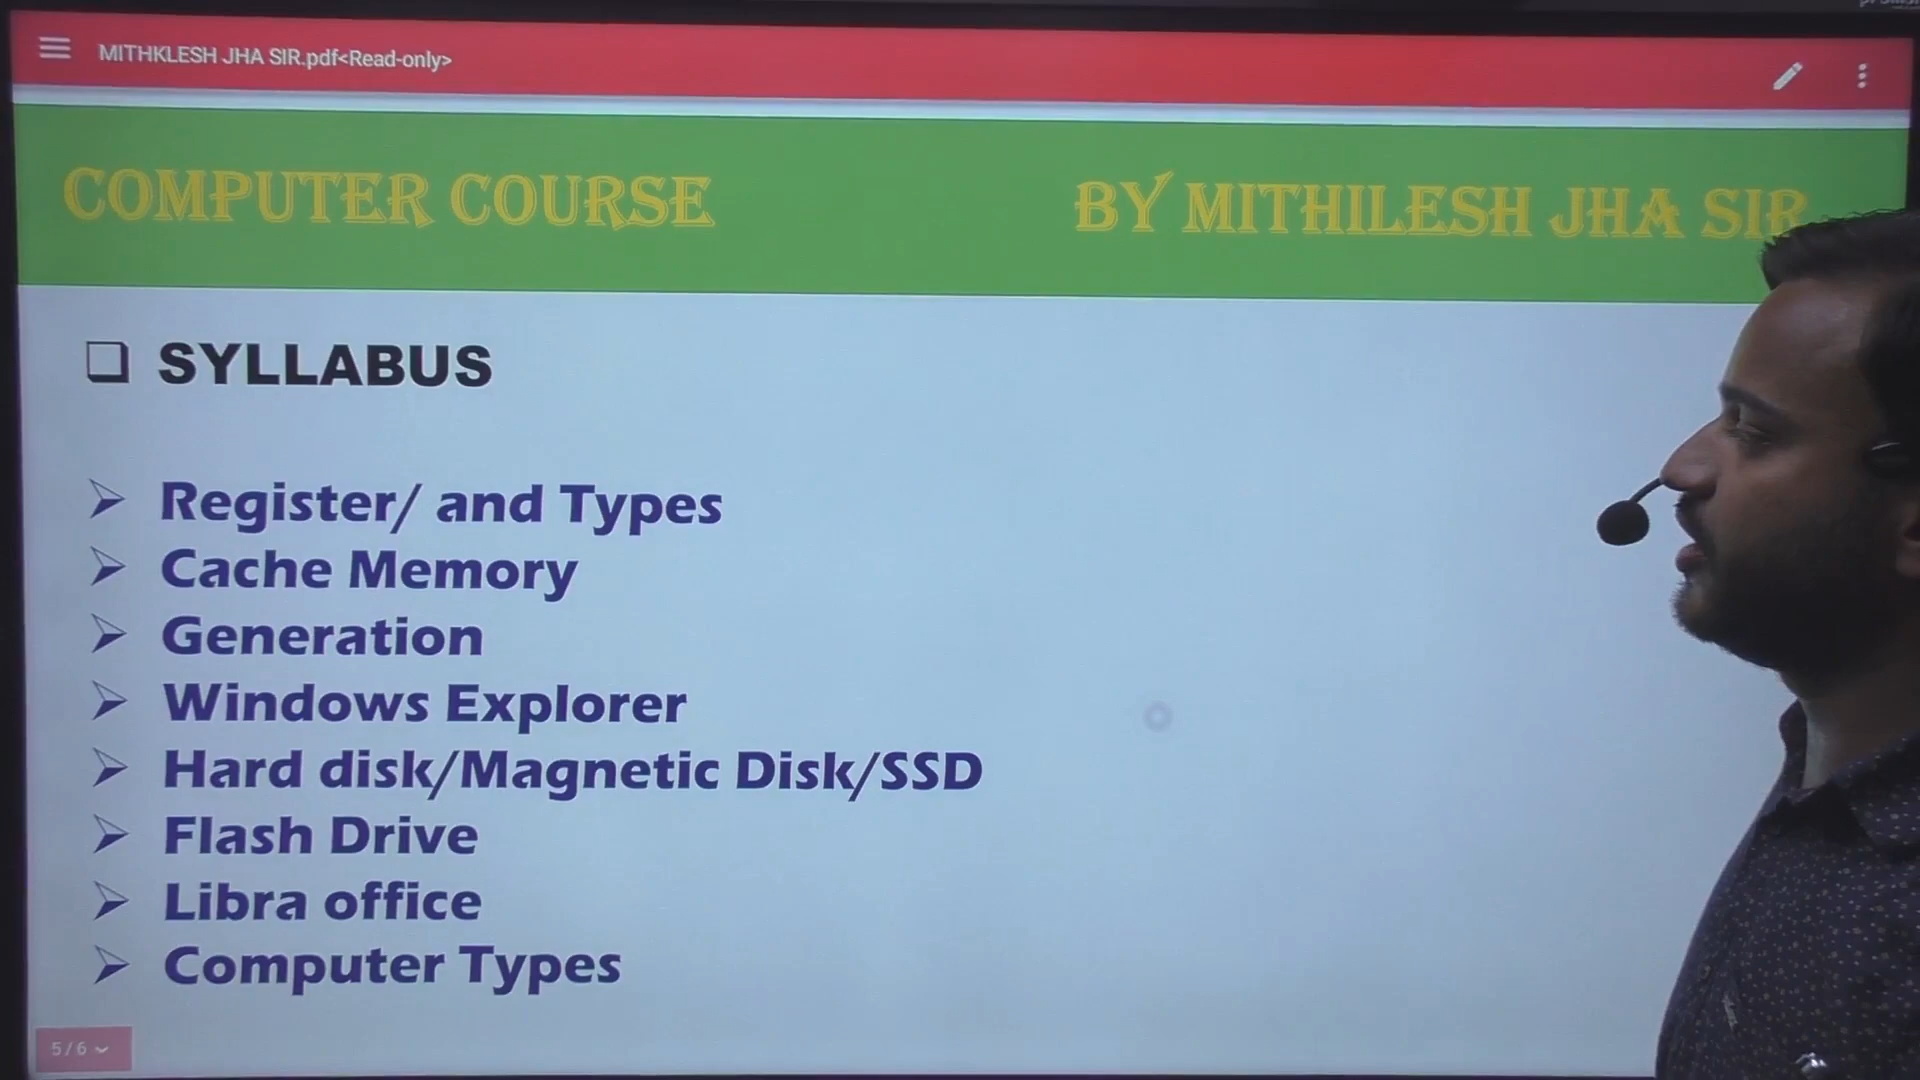 MITHKLESH JHA SIR.pdf<Read-only>
COMPUTER COURSE BY MITHILESH JHA SIR
SYLLABUS
Register/ and Types
Cache Memory
Generation
Windows Explorer
Hard disk/Magnetic Disk/SSD
Flash Drive
Libra office
Computer Types
5/6